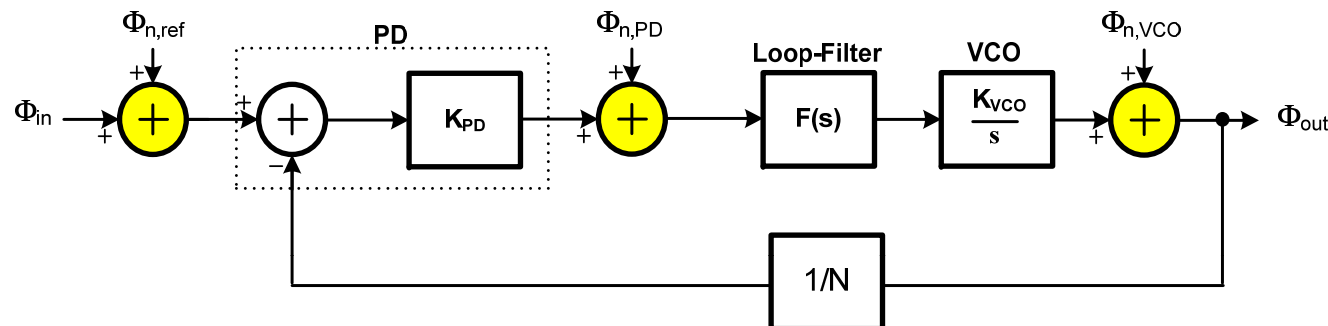 Φn,ref
PD
Φn,PD
Loop-Filter
VCO
Φn,VCO
Φin
+
+
+
+
−
KPD
+
+
+
F(s)
KVCO
s
+
+
+
Φout
1/N